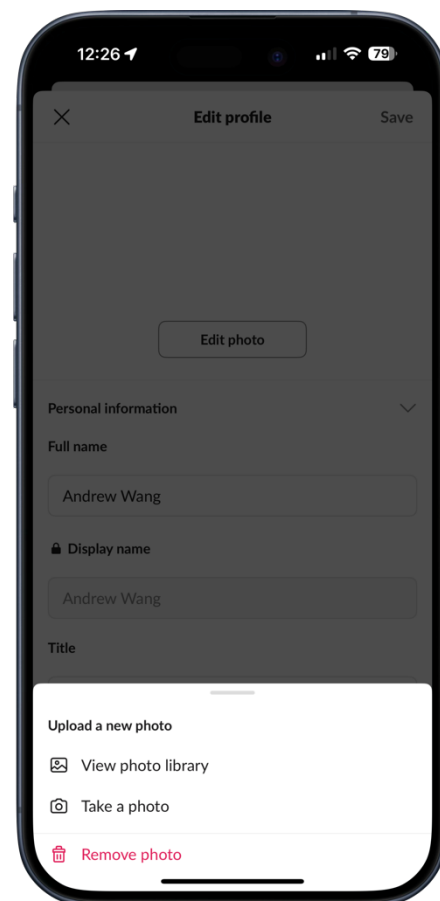 12:26
79
Edit profile
Save
Edit photo
Personal information
Full name
Andrew Wang
Display name
Andrew Wang
Title
Upload a new photo
View photo library
Take a photo
Remove photo